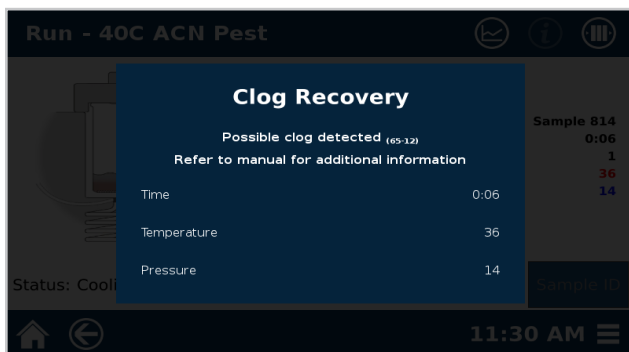 Run - 40C ACN Pest
Clog Recovery
Possible clog detected (65-12)
Refer to manual for additional information
Time 0:06
Temperature 36
Pressure 14
Sample 814
0:06
1
36
14
Status: Cooli
Sample ID
11:30 AM